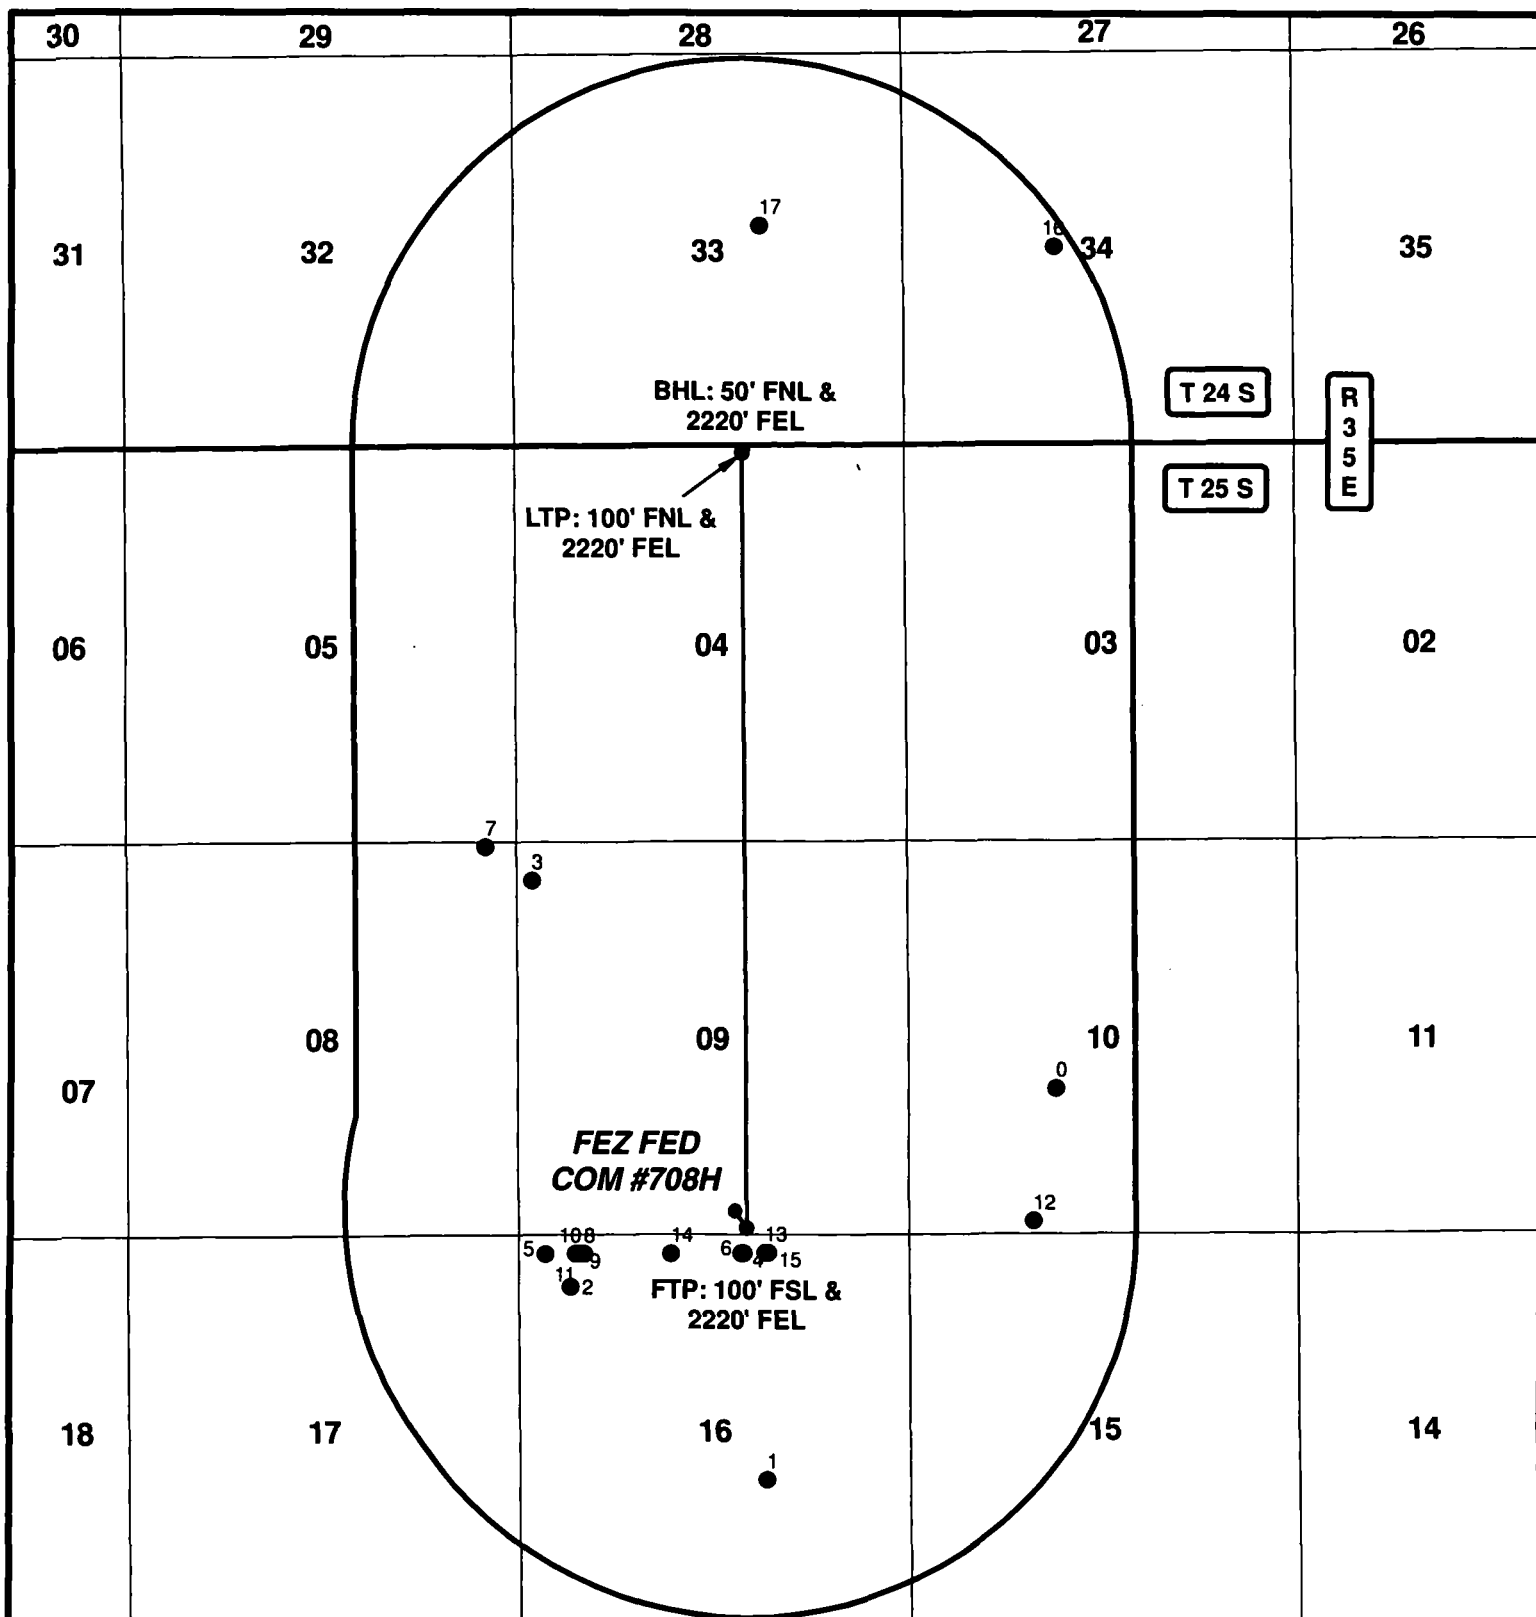 30 29 28 27 26
17
16
31 32 33 34 35
BHL: 50' FNL &
2220' FEL
T 24 S
R
3
5
E
T 25 S
LTP: 100' FNL &
2220' FEL
06 05 04 03 02
7
3
08 09 10 11
0
07
FEZ FED
COM #708H
12
10 8 14 13
5 9 6 4 15
11 2
FTP: 100' FSL &
2220' FEL
18 17 16 15 14
1